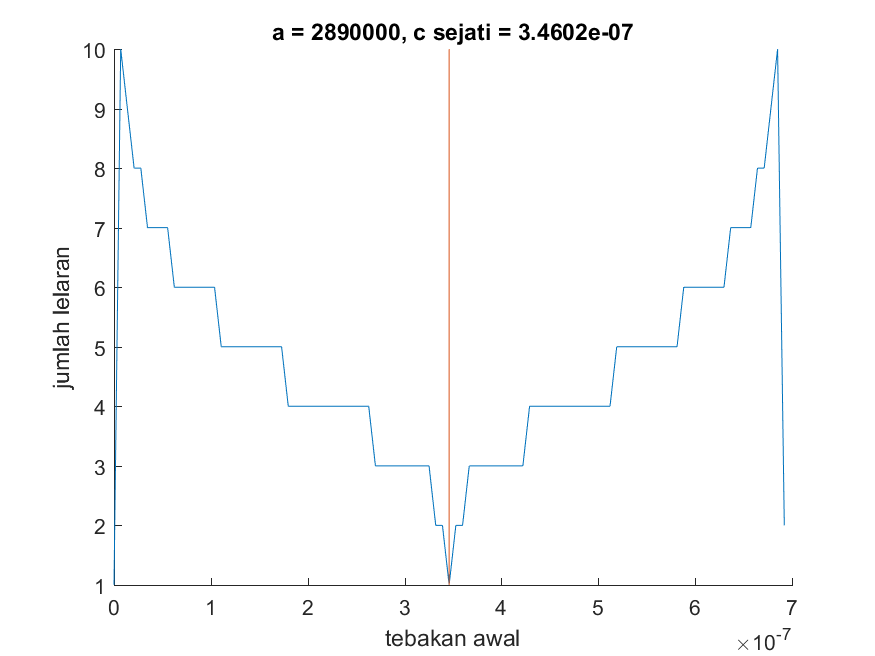 a = 2890000, c sejati = 3.4602e-07
jumlah lelaran
10
9
8
7
6
5
4
3
2
1
0 1 2 3 4 5 6 7
tebakan awal
×10⁻⁷